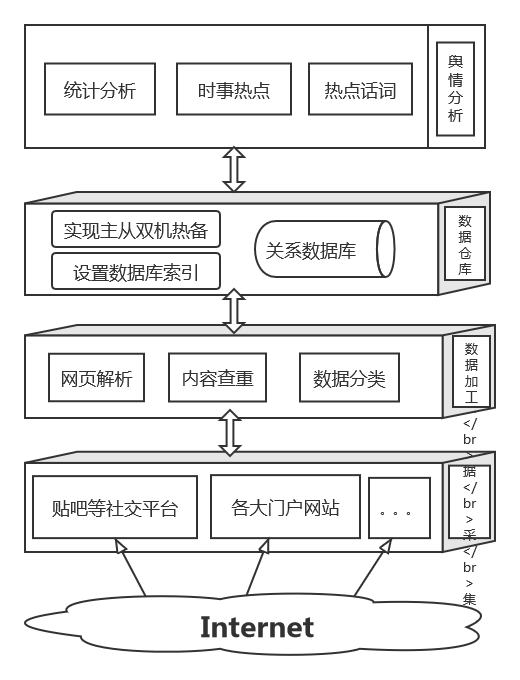 统计分析
时事热点
热点话词
舆
情
分
析
实现主从双机热备
设置数据库索引
关系数据库
数
据
仓
库
网页解析
内容查重
数据分类
数
据
加
工
贴吧等社交平台
各大门户网站
。。。
</
br
>
据
</
br
>
采
</
br
>
集
Internet